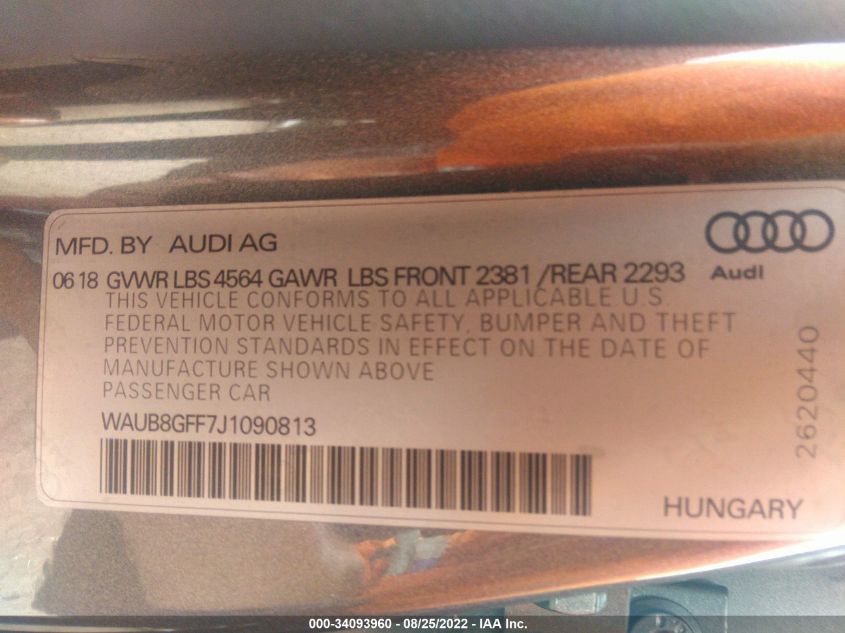 MFD. BY AUDI AG
Audi
06 18 GVWR LBS 4564 GAWR LBS FRONT 2381 /REAR 2293
THIS VEHICLE CONFORMS TO ALL APPLICABLE U.S.
FEDERAL MOTOR VEHICLE SAFETY, BUMPER AND THEFT
PREVENTION STANDARDS IN EFFECT ON THE DATE OF
MANUFACTURE SHOWN ABOVE
PASSENGER CAR
WAUB8GFF7J1090813
2620440
HUNGARY
000-34093960 - 08/25/2022 - IAA Inc.